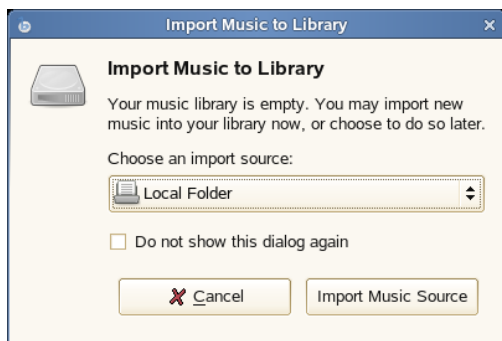 Import Music to Library
Import Music to Library
Your music library is empty. You may import new
music into your library now, or choose to do so later.
Choose an import source:
Local Folder
Do not show this dialog again
Cancel
Import Music Source